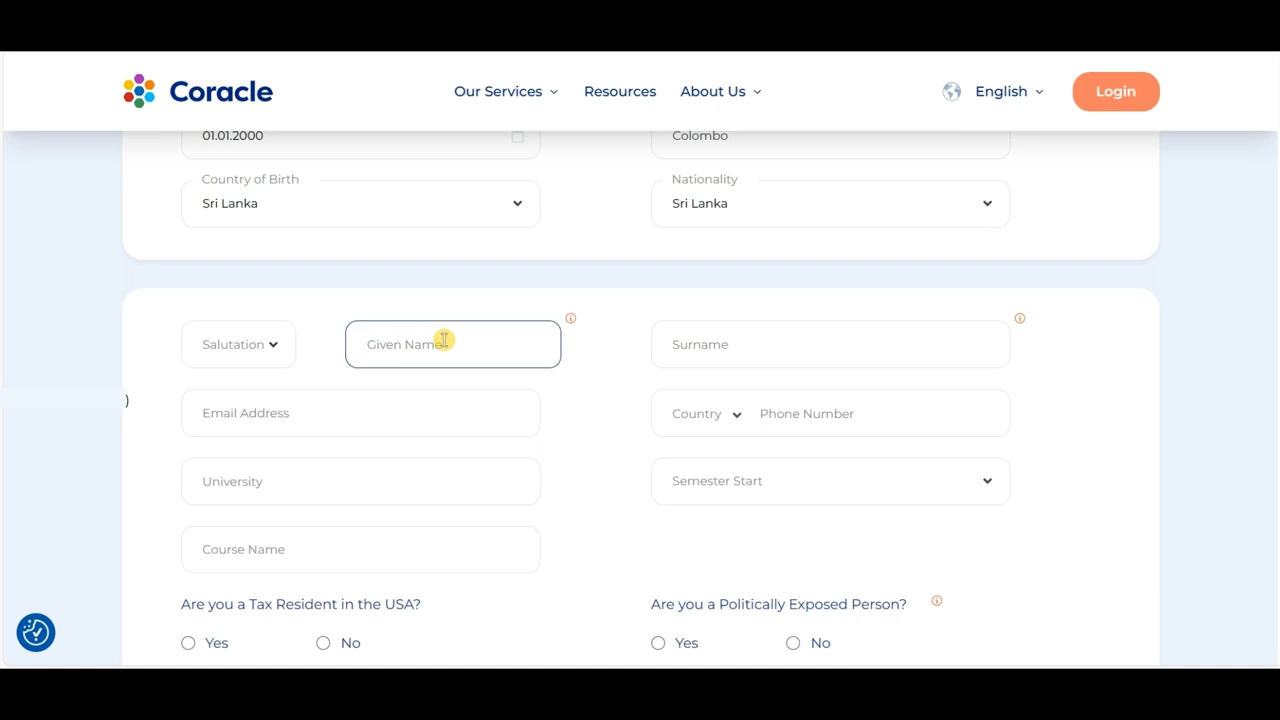 Coracle
Our Services
Resources
About Us
English
Login
01.01.2000
Colombo
Country of Birth
Nationality
Sri Lanka
Sri Lanka
Salutation
Given Name
Surname
)
Email Address
Country
Phone Number
University
Semester Start
Course Name
Are you a Tax Resident in the USA?
Are you a Politically Exposed Person?
Yes
No
Yes
No